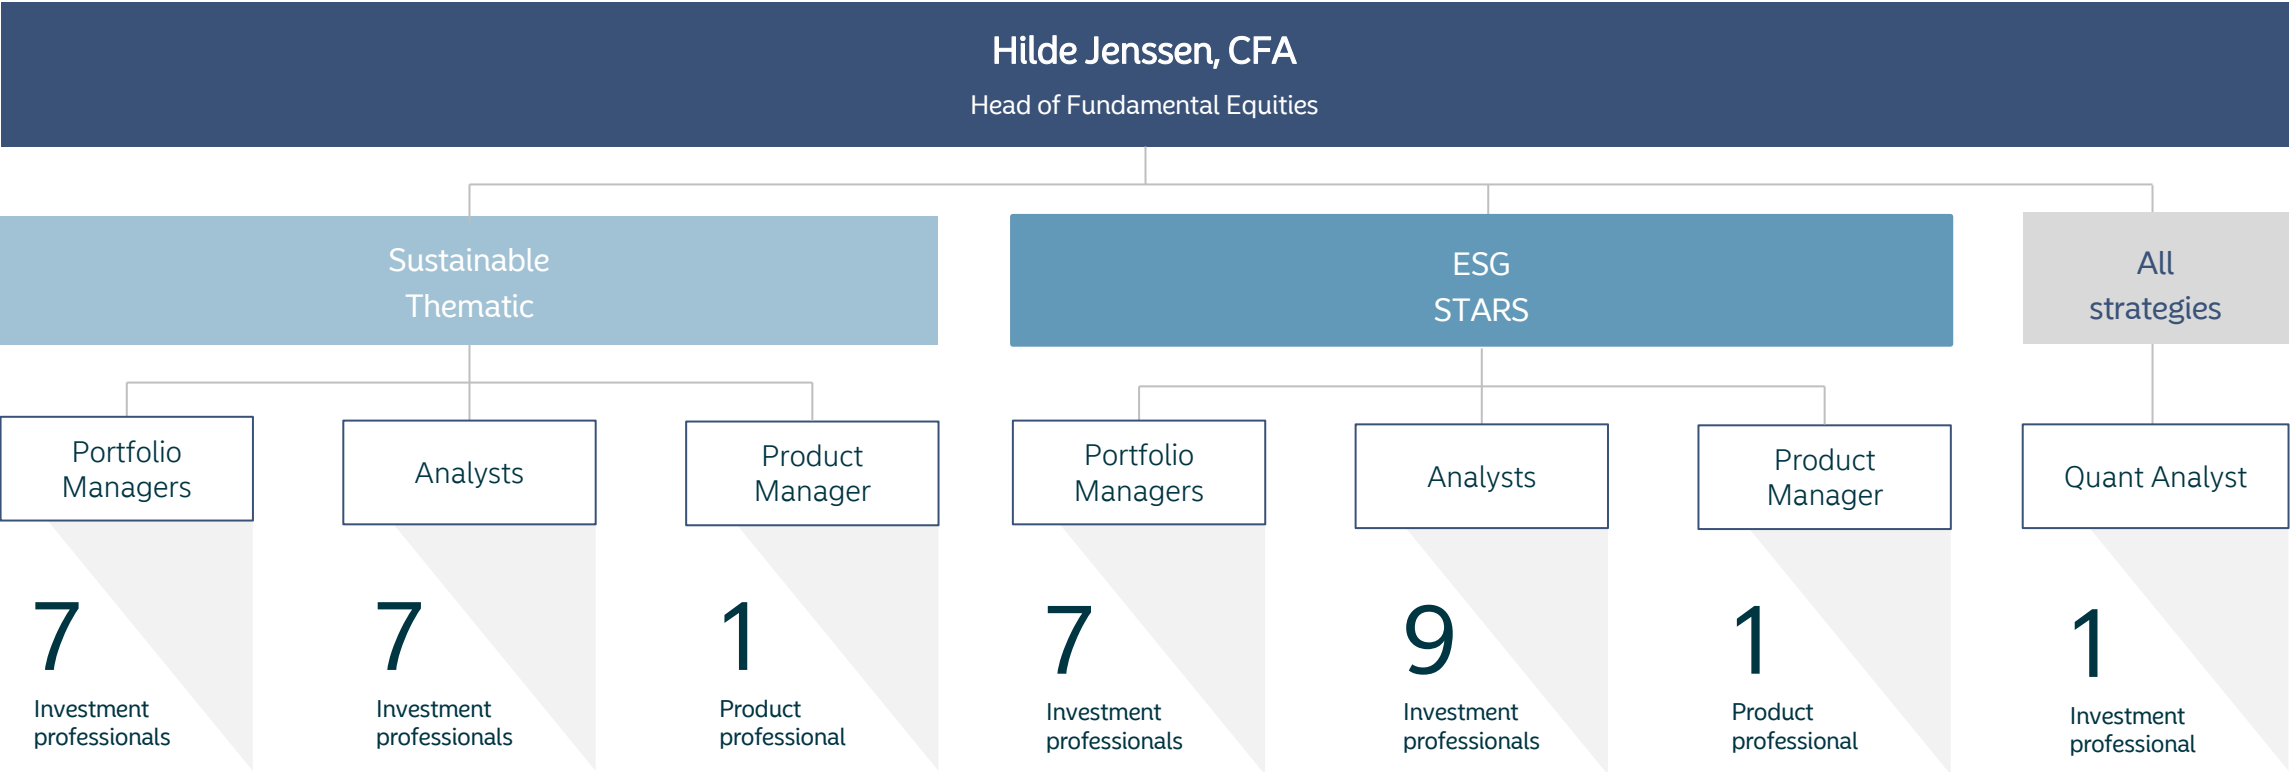 Hilde Jenssen, CFA
Head of Fundamental Equities
Sustainable
Thematic
ESG
STARS
All
strategies
Portfolio
Managers
Analysts
Product
Manager
Portfolio
Managers
Analysts
Product
Manager
Quant Analyst
7
Investment
professionals
7
Investment
professionals
1
Product
professional
7
Investment
professionals
9
Investment
professionals
1
Product
professional
1
Investment
professional